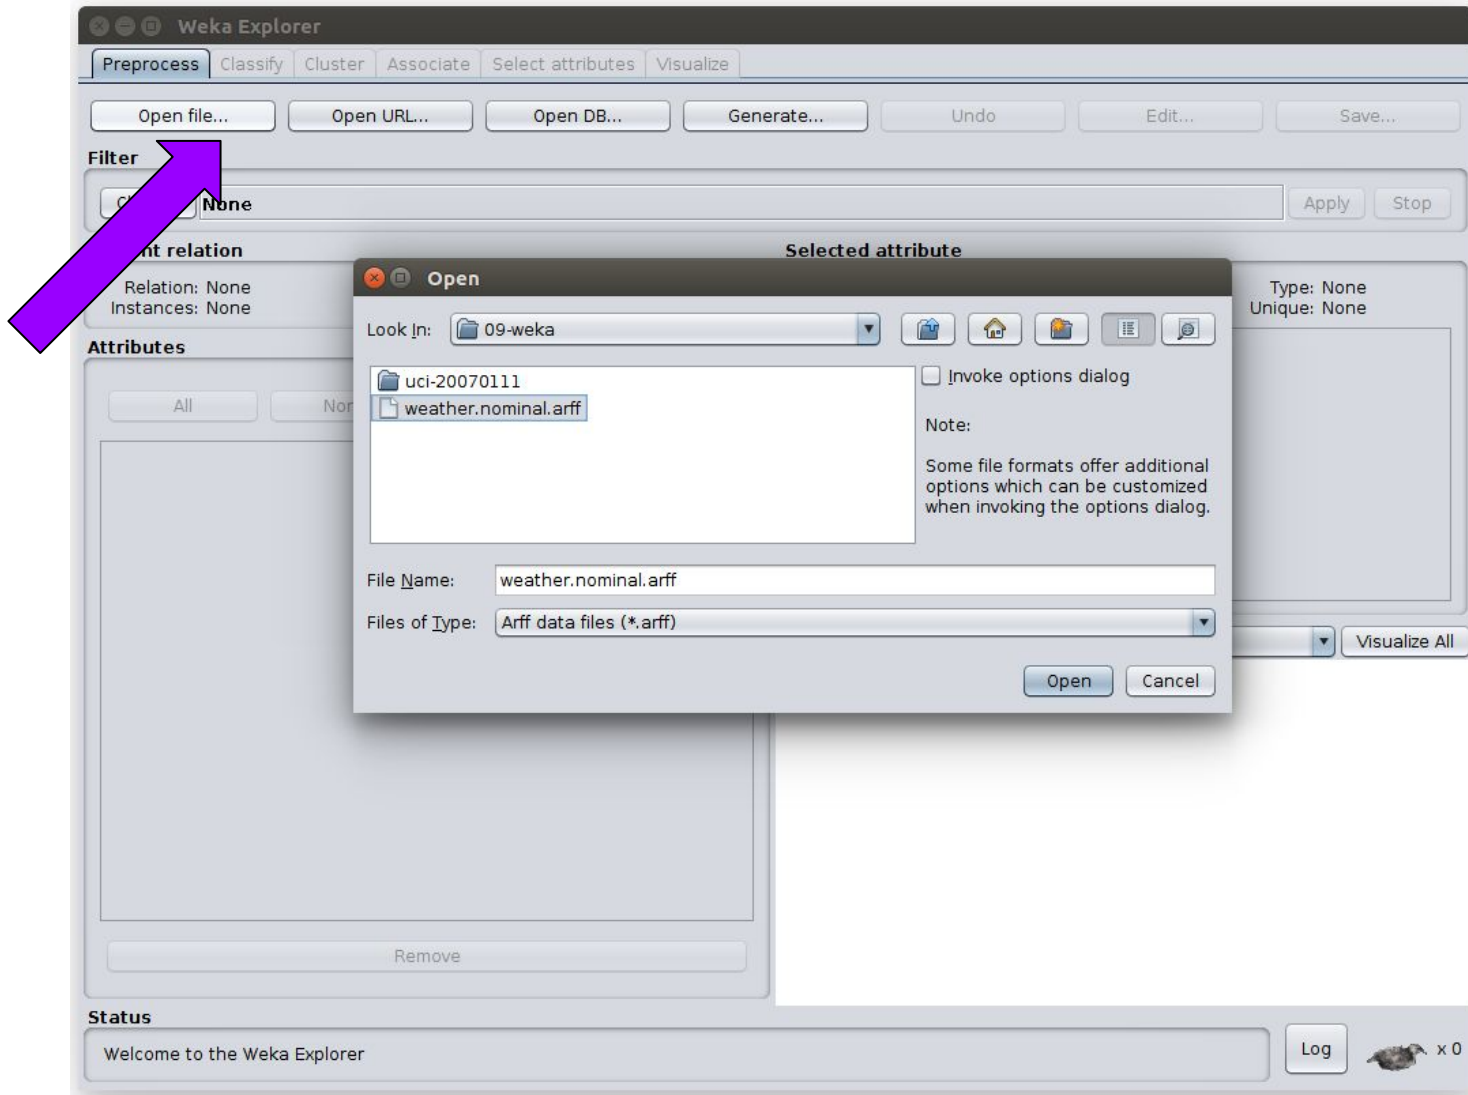 Weka Explorer
Preprocess Classify Cluster Associate Select attributes Visualize
Open file... Open URL... Open DB... Generate... Undo Edit... Save...
Filter
None Apply Stop
relation Selected attribute
Relation: None Type: None
Instances: None Unique: None
Attributes
All
Open
Look In: 09-weka
uci-20070111
weather.nominal.arff
Invoke options dialog
Note:
Some file formats offer additional
options which can be customized
when invoking the options dialog.
File Name: weather.nominal.arff
Files of Type: Arff data files (*.arff)
Open Cancel
Visualize All
Remove
Status
Welcome to the Weka Explorer
Log x 0